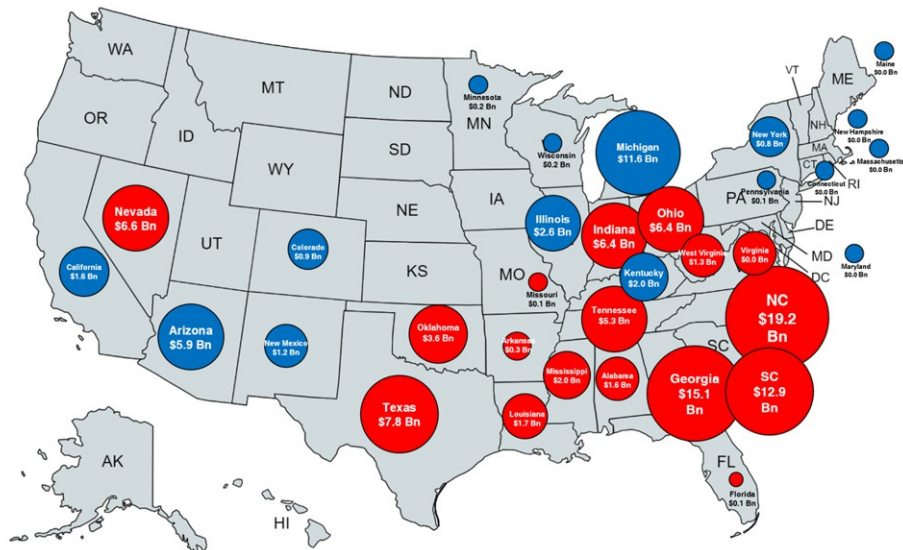 WA
MT
ND
MN
Minnesota
$0.2 Bn
Wisconsin
$0.2 Bn
Michigan
$11.6 Bn
New York
$0.8 Bn
VT
ME
Maine
$0.0 Bn
NH
New Hampshire
$0.0 Bn
MA
Massachusetts
$0.0 Bn
CT
Connecticut
$0.0 Bn
RI
OR
ID
WY
SD
NE
IA
Illinois
$2.6 Bn
Indiana
$6.4 Bn
Ohio
$6.4 Bn
PA
Pennsylvania
$0.1 Bn
NJ
DE
MD
DC
Maryland
$0.0 Bn
Nevada
$6.6 Bn
UT
Colorado
$0.9 Bn
KS
MO
Missouri
$0.1 Bn
Kentucky
$2.0 Bn
West Virginia
$1.3 Bn
Virginia
$0.0 Bn
California
$1.6 Bn
Arizona
$5.9 Bn
New Mexico
$1.2 Bn
Oklahoma
$3.6 Bn
Arkansas
$0.3 Bn
Tennessee
$5.3 Bn
NC
$19.2
Bn
SC
SC
$12.9
Bn
Texas
$7.8 Bn
Louisiana
$1.7 Bn
Mississippi
$2.0 Bn
Alabama
$1.6 Bn
Georgia
$15.1
Bn
FL
Florida
$0.1 Bn
AK
HI